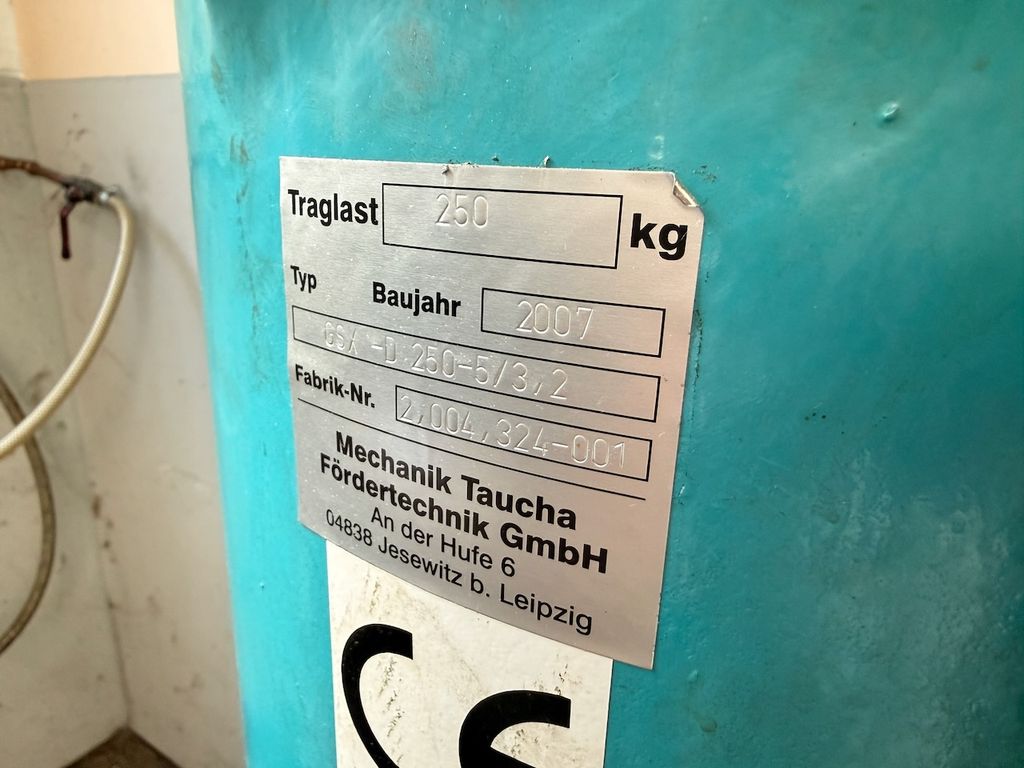 Traglast 250 kg
Typ Baujahr 2007
GSX -D 250-5/3,2
Fabrik-Nr. 2,004,324-001
Mechanik Taucha
Fördertechnik GmbH
An der Hufe 6
04838 Jesewitz b. Leipzig
CE